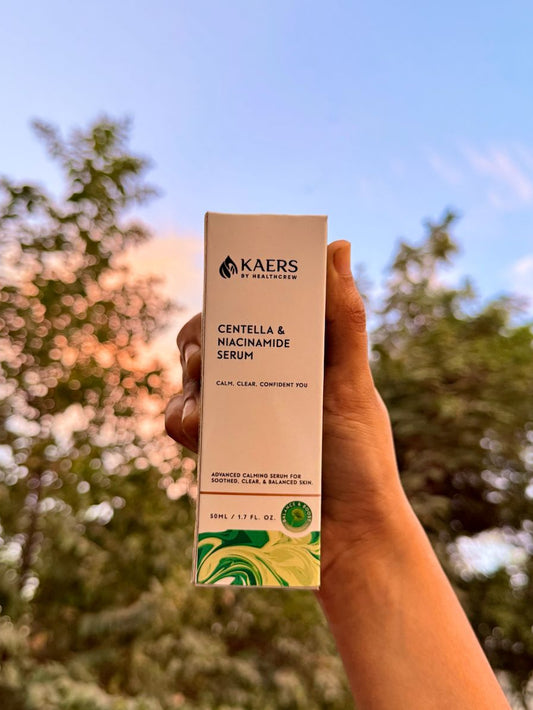 KAERS
BY HEALTHCREW
CENTELLA &
NIACINAMIDE
SERUM
CALM, CLEAR, CONFIDENT YOU
ADVANCED CALMING SERUM FOR
SOOTHED, CLEAR, & BALANCED SKIN.
50ML / 1.7 FL. OZ.